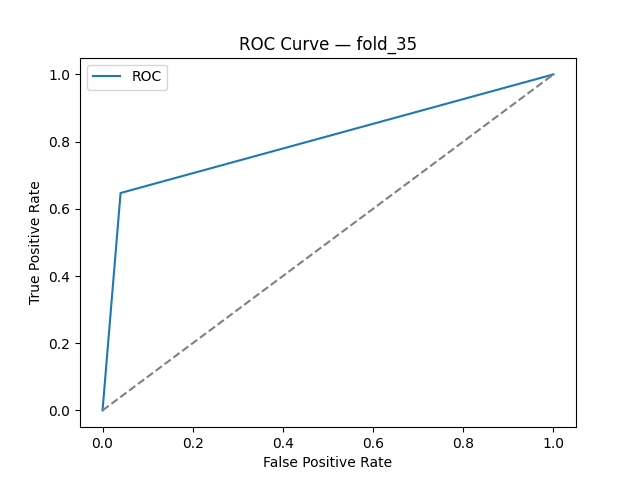 ROC Curve — fold_35
ROC
True Positive Rate
1.0
0.8
0.6
0.4
0.2
0.0
0.0 0.2 0.4 0.6 0.8 1.0
False Positive Rate